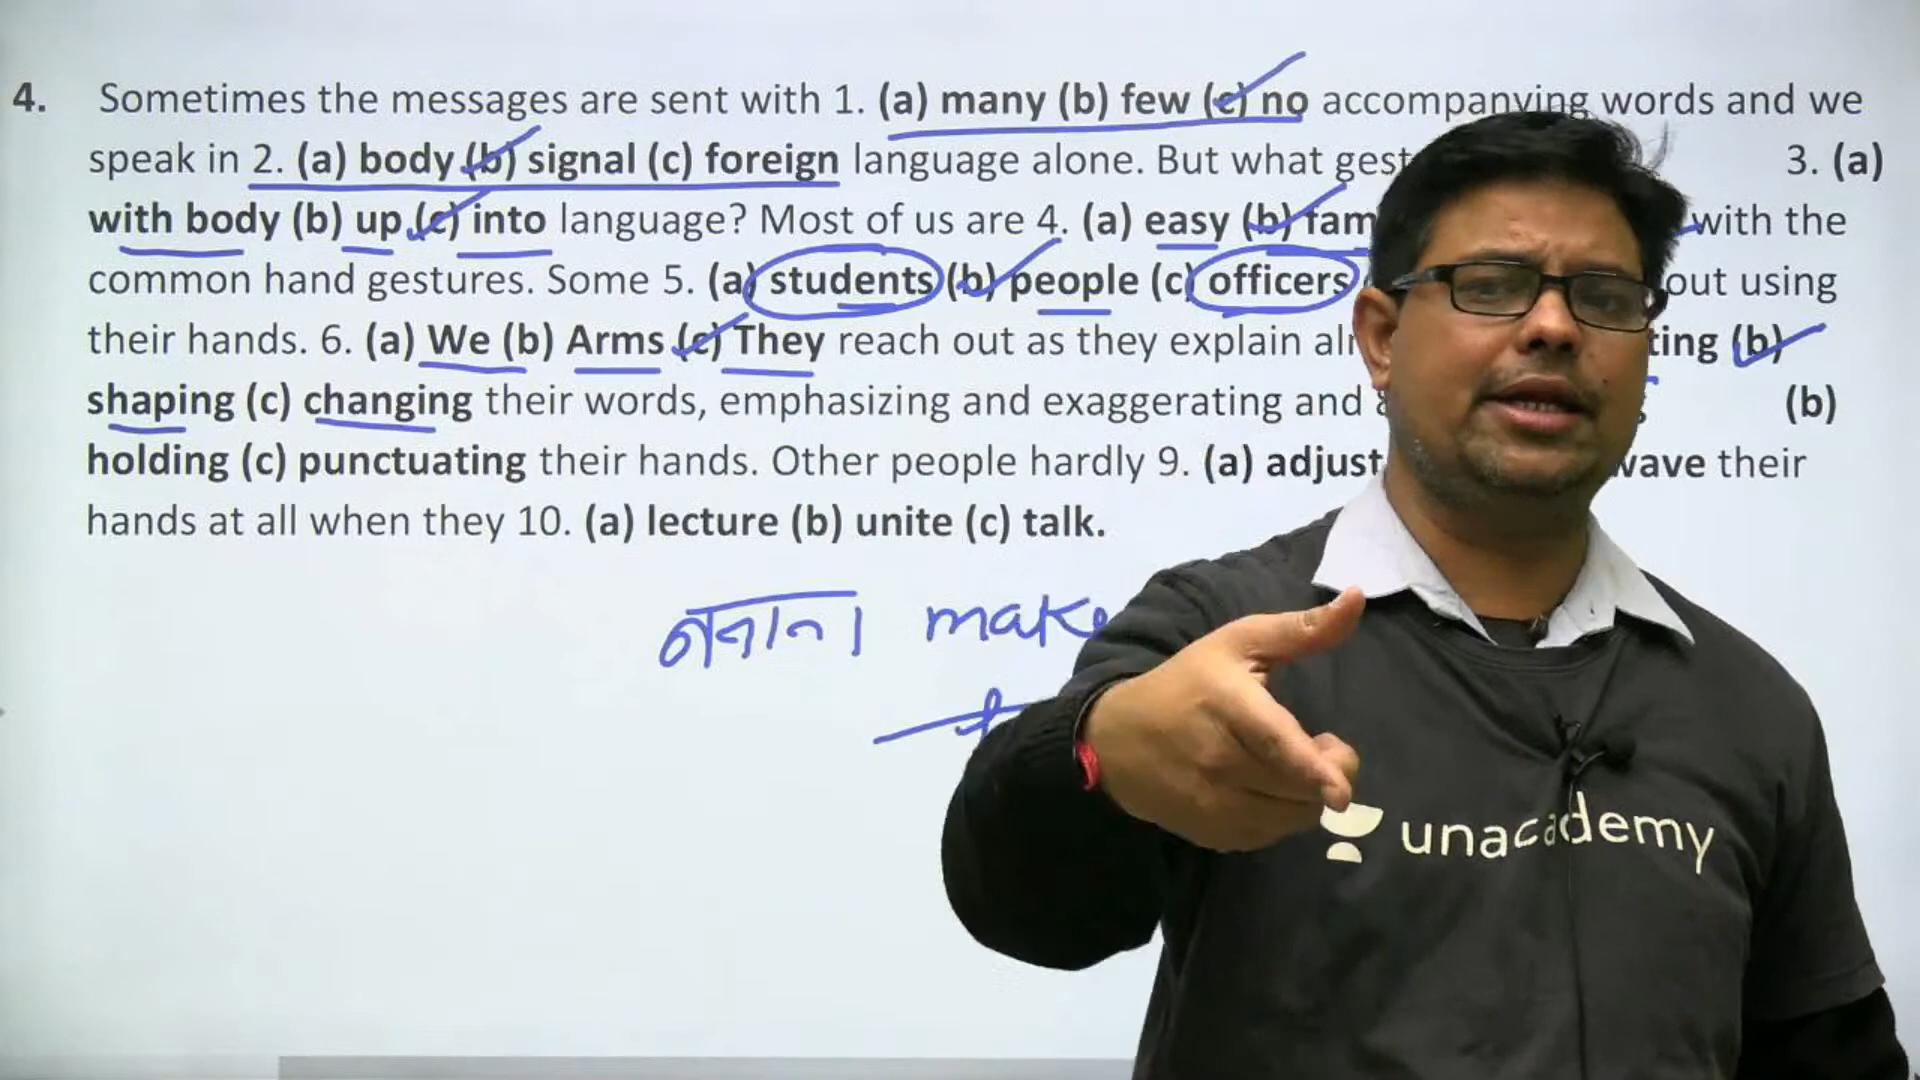 4. Sometimes the messages are sent with 1. (a) many (b) few (c) no accompanying words and we
speak in 2. (a) body (b) signal (c) foreign language alone. But what gest 3. (a)
with body (b) up (c) into language? Most of us are 4. (a) easy (b) fam with the
common hand gestures. Some 5. (a) students (b) people (c) officers out using
their hands. 6. (a) We (b) Arms (c) They reach out as they explain ting (b)
shaping (c) changing their words, emphasizing and exaggerating and (b)
holding (c) punctuating their hands. Other people hardly 9. (a) adjust wave their
hands at all when they 10. (a) lecture (b) unite (c) talk.
make
unacademy